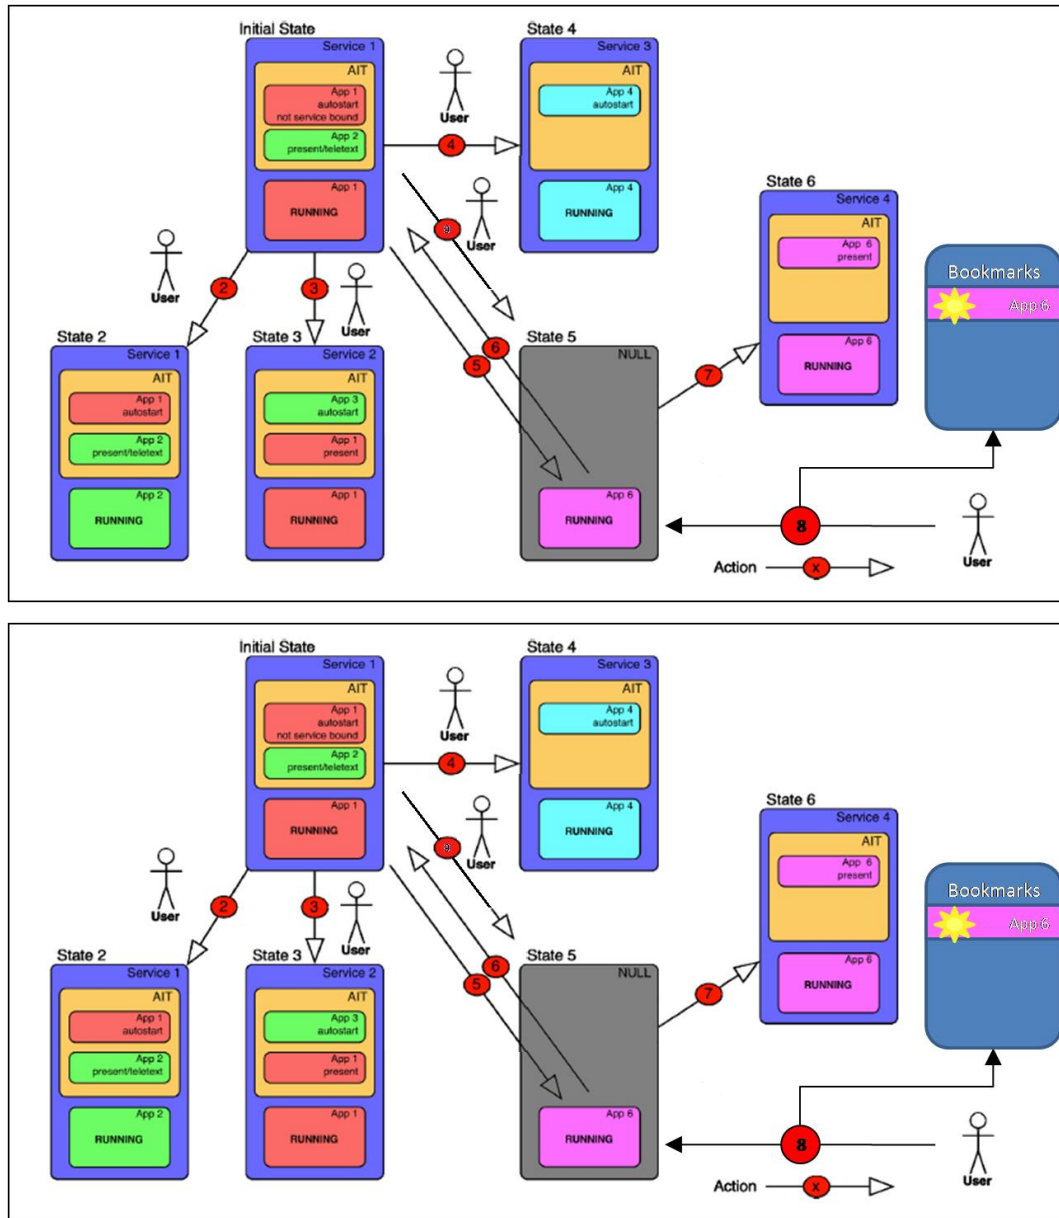 Initial State
Service 1
AIT
App 1
autostart
not service bound
App 2
present/teletext
App 1
RUNNING
User
4
State 4
Service 3
AIT
App 4
autostart
App 4
RUNNING
9
User
State 6
Service 4
AIT
App 6
present
App 6
RUNNING
Bookmarks
App 6
User
2
3
User
State 2
Service 1
AIT
App 1
autostart
App 2
present/teletext
App 2
RUNNING
State 3
Service 2
AIT
App 3
autostart
App 1
present
App 1
RUNNING
6
5
State 5
NULL
App 6
RUNNING
7
8
User
Action
x
Initial State
Service 1
AIT
App 1
autostart
not service bound
App 2
present/teletext
App 1
RUNNING
User
4
State 4
Service 3
AIT
App 4
autostart
App 4
RUNNING
9
User
State 6
Service 4
AIT
App 6
present
App 6
RUNNING
Bookmarks
App 6
User
2
3
User
State 2
Service 1
AIT
App 1
autostart
App 2
present/teletext
App 2
RUNNING
State 3
Service 2
AIT
App 3
autostart
App 1
present
App 1
RUNNING
6
5
State 5
NULL
App 6
RUNNING
7
8
User
Action
x